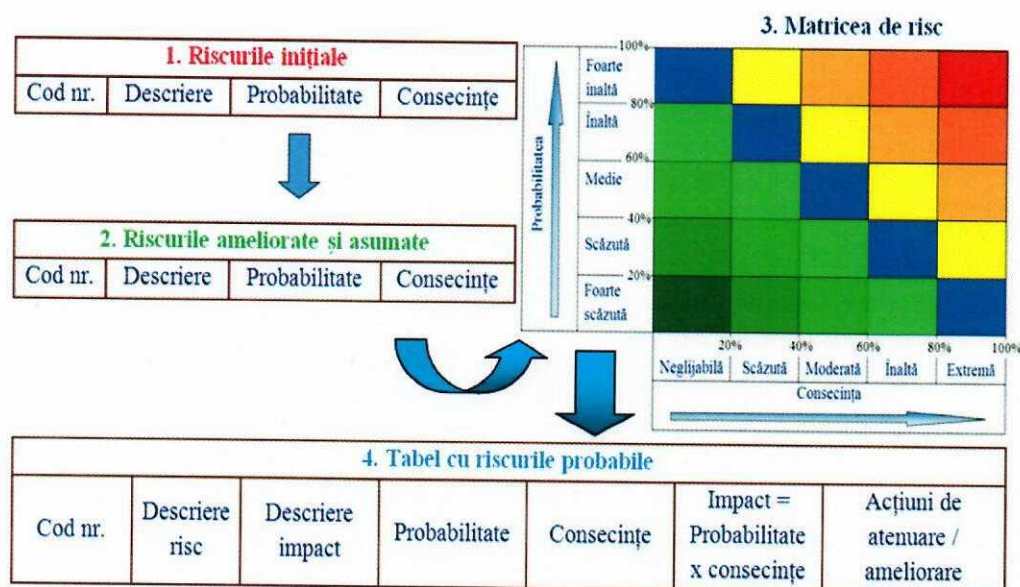 1. Riscurile inițiale
Cod nr. Descriere Probabilitate Consecințe
2. Riscurile ameliorate și asumate
Cod nr. Descriere Probabilitate Consecințe
3. Matricea de risc
Probabilitatea
100%
Foarte
înaltă
80%
Înaltă
60%
Medie
40%
Scăzută
20%
Foarte
scăzută
20% 40% 60% 80% 100%
Neglijabilă Scăzută Moderată Înaltă Extremă
Consecința
4. Tabel cu riscurile probabile
Cod nr.
Descriere
risc
Descriere
impact
Probabilitate
Consecințe
Impact =
Probabilitate
x consecințe
Acțiuni de
atenuare /
ameliorare